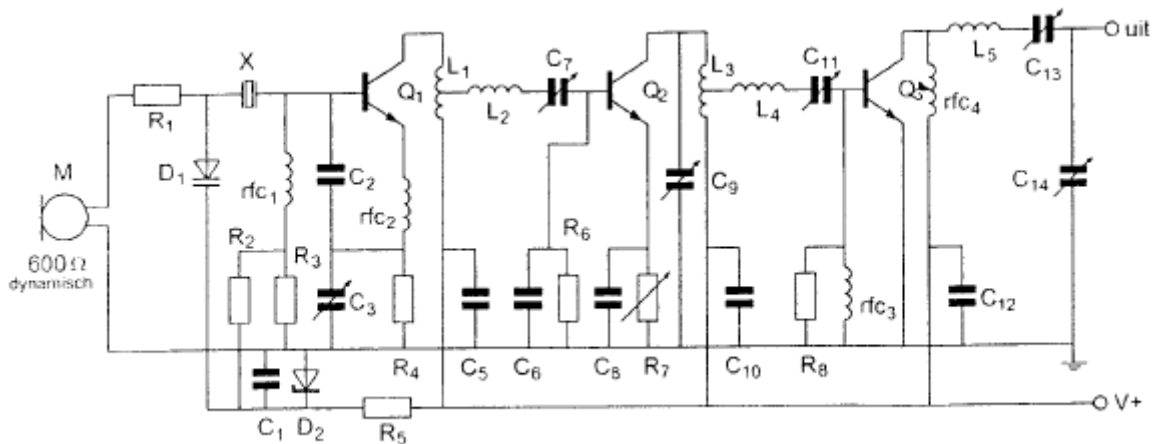 X
R1
D1
M
600 Ω
dynamisch
rfc1
C2
R2
R3
C3
Q1
rfc2
R4
L1
L2
C7
Q2
R6
C5
C6
C8
R7
C9
L3
L4
C11
C10
R8
rfc3
rfc4
L5
C13
uit
C14
C12
C1
D2
R5
V+